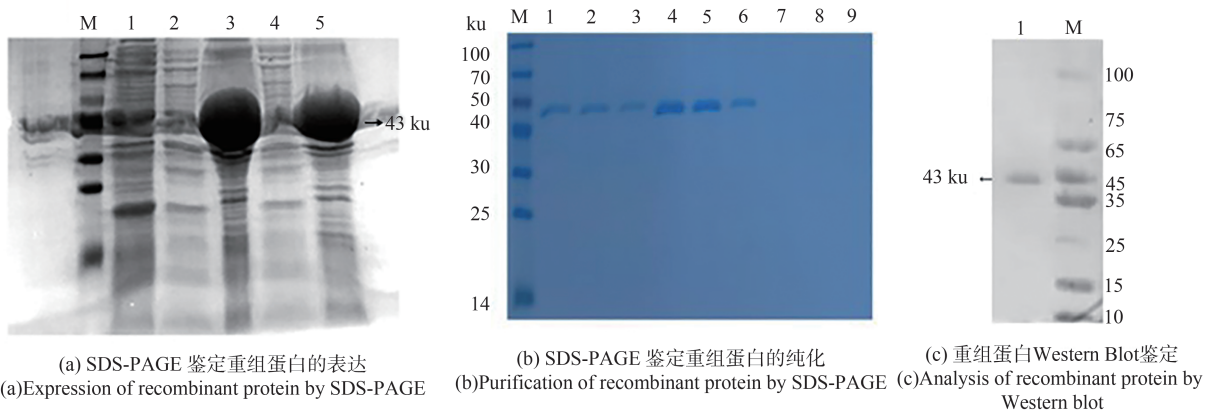 M 1 2 3 4 5
43 ku
(a) SDS-PAGE 鉴定重组蛋白的表达
(a)Expression of recombinant protein by SDS-PAGE
ku M 1 2 3 4 5 6 7 8 9
100
70
50
40
30
25
14
(b) SDS-PAGE 鉴定重组蛋白的纯化
(b)Purification of recombinant protein by SDS-PAGE
1 M
100
75
65
43 ku
45
35
25
15
10
(c) 重组蛋白Western Blot鉴定
(c)Analysis of recombinant protein by
Western blot